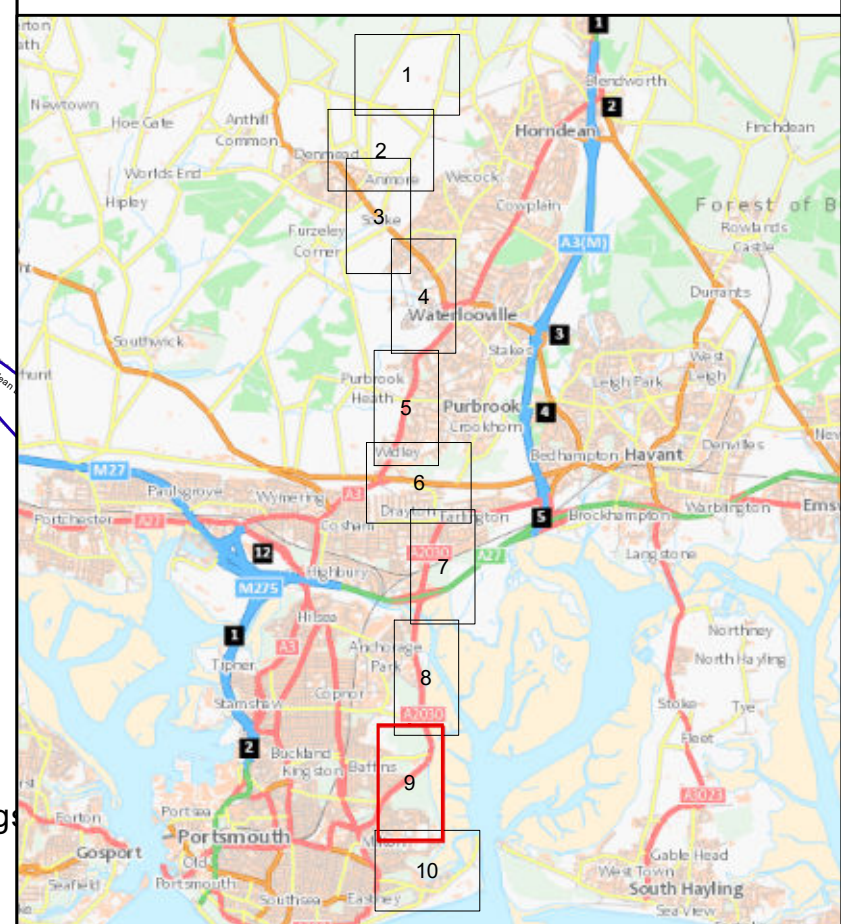 1
Blendworth
1
Newtown
2
Hoe Gate
Anthill
Common
Horndean
Finchdean
2
Denmead
Anmore
Wecock
Worlds End
Hipley
Cowplain
Forest of B
Rowlands
Castle
3
Furzeley
Corner
A3(M)
Durrants
4
Waterlooville
Southwick
3
Stakes
West
Leigh
Leigh Park
Purbrook
Heath
5
Purbrook
Crookhorn
4
Denvilles
Widley
Bedhampton
Havant
M27
6
Paulsgrove
Wymering
A3
Warbington
Drayton
Farlington
5
Brockhampton
Portchester
A27
Cosham
12
A2030
A27
Langstone
7
Highbury
M275
Hilsea
1
A3
Anchorage
Park
Northney
Tipner
North Hayling
8
Copnor
Stamshaw
Stoke
Tye
A2030
Fleet
2
Buckland
Kingston
Baffins
9
A3023
Portsea
Forton
Portsmouth
Gosport
Milton
Gable Head
Old
Portsmouth
10
West Town
South Hayling
Seafield
Southsea
Eastney
Sea View